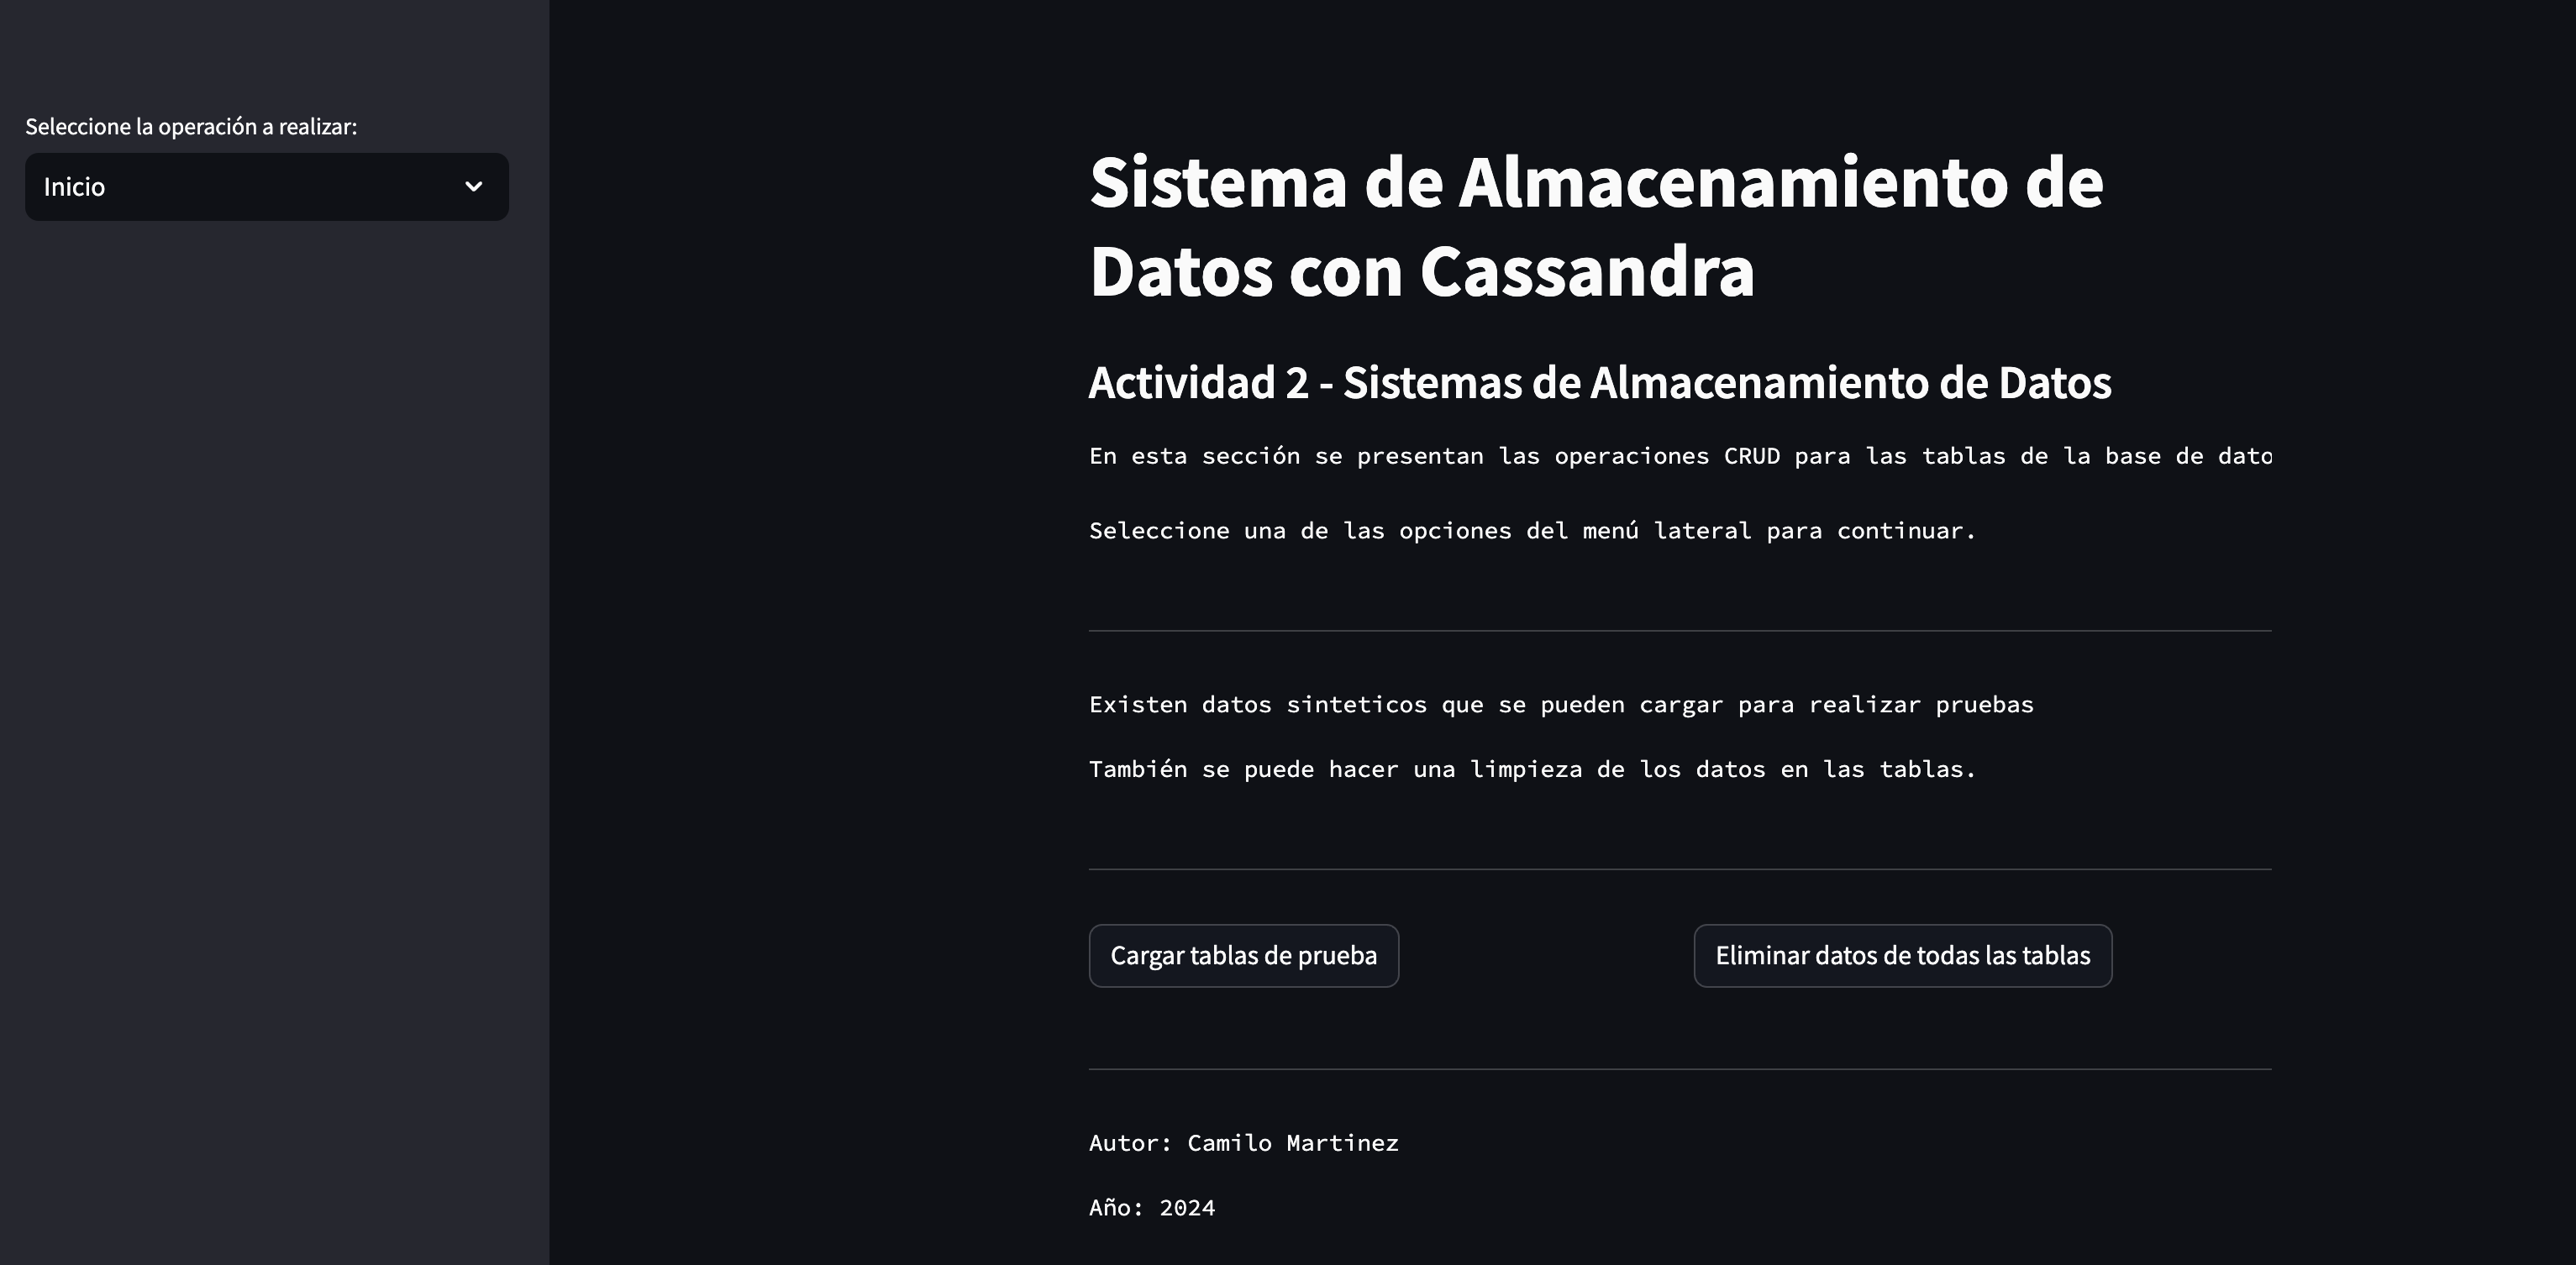 Seleccione la operación a realizar:
Inicio
Sistema de Almacenamiento de
Datos con Cassandra
Actividad 2 - Sistemas de Almacenamiento de Datos
En esta sección se presentan las operaciones CRUD para las tablas de la base de dato
Seleccione una de las opciones del menú lateral para continuar.
Existen datos sinteticos que se pueden cargar para realizar pruebas
También se puede hacer una limpieza de los datos en las tablas.
Cargar tablas de prueba
Eliminar datos de todas las tablas
Autor: Camilo Martinez
Año: 2024